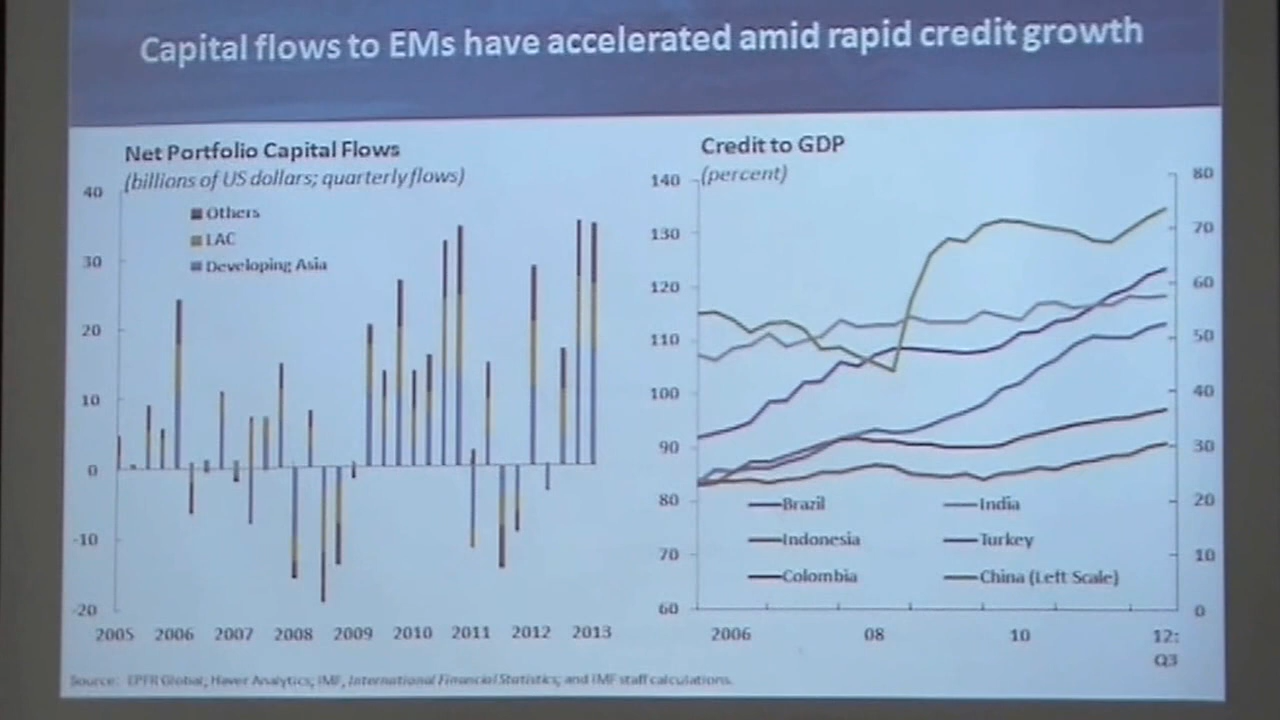 Capital flows to EMs have accelerated amid rapid credit growth
Net Portfolio Capital Flows
(billions of US dollars; quarterly flows)
40
30
20
10
0
-10
-20
Others
LAC
Developing Asia
2005 2006 2007 2008 2009 2010 2011 2012 2013
Credit to GDP
(percent)
140
130
120
110
100
90
80
70
60
80
70
60
50
40
30
20
10
0
Brazil India
Indonesia Turkey
Colombia China (Left Scale)
2006 08 10 12:
Q3
Source: EPFR Global, Haver Analytics, IMF, International Financial Statistics; and IMF staff calculations.